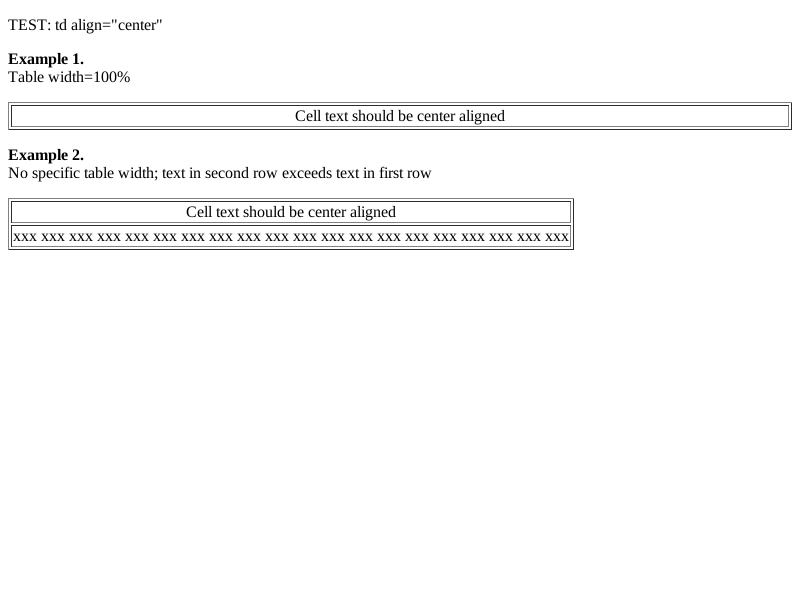 TEST: td align="center"
Example 1.
Table width=100%
Cell text should be center aligned
Example 2.
No specific table width; text in second row exceeds text in first row
Cell text should be center aligned
xxx xxx xxx xxx xxx xxx xxx xxx xxx xxx xxx xxx xxx xxx xxx xxx xxx xxx xxx xxx